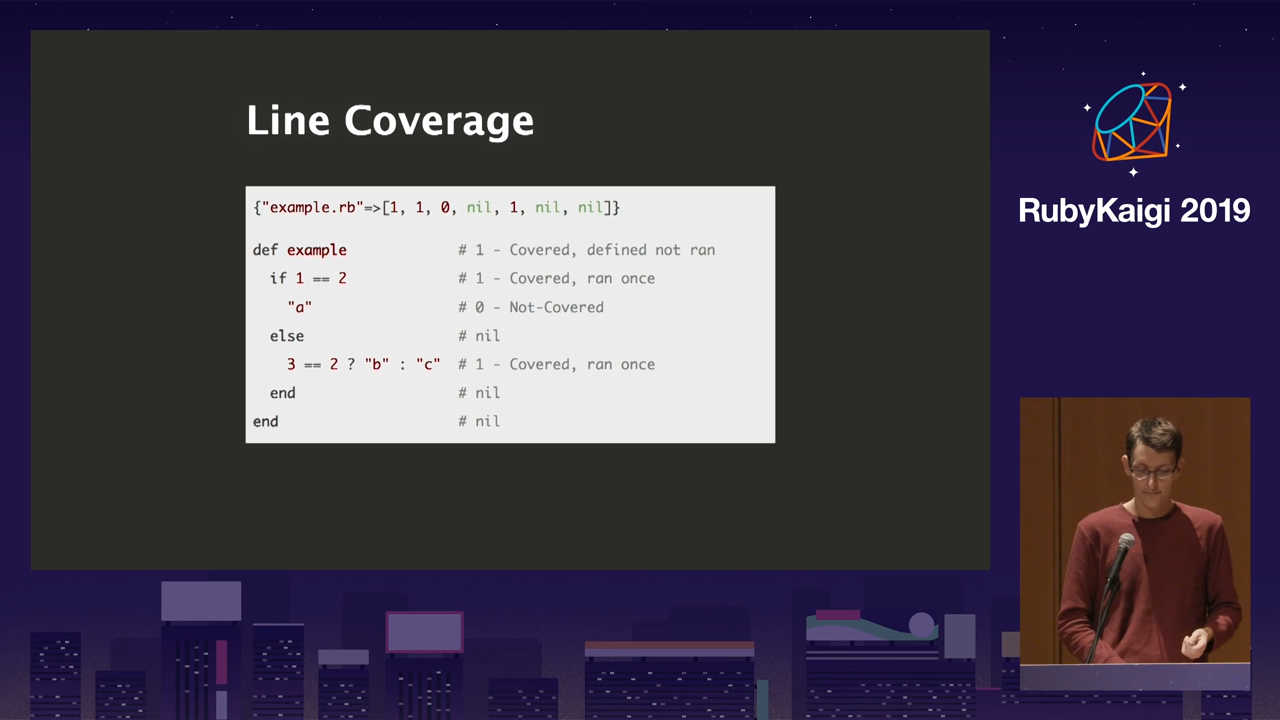 Line Coverage
{"example.rb"=>[1, 1, 0, nil, 1, nil, nil]}
def example # 1 - Covered, defined not ran
if 1 == 2 # 1 - Covered, ran once
"a" # 0 - Not-Covered
else # nil
3 == 2 ? "b" : "c" # 1 - Covered, ran once
end # nil
end # nil
RubyKaigi 2019